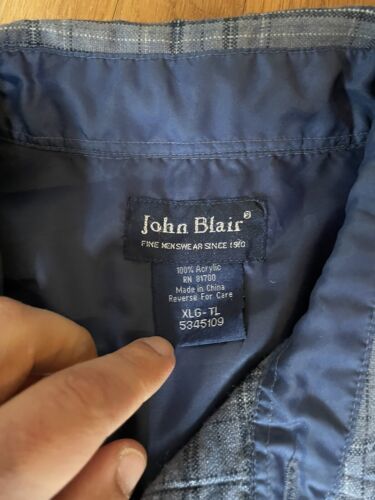 John Blair®
FINE MENSWEAR SINCE 1910
100% Acrylic
RN 81700
Made in China
Reverse For Care
XLG-TL
5345109